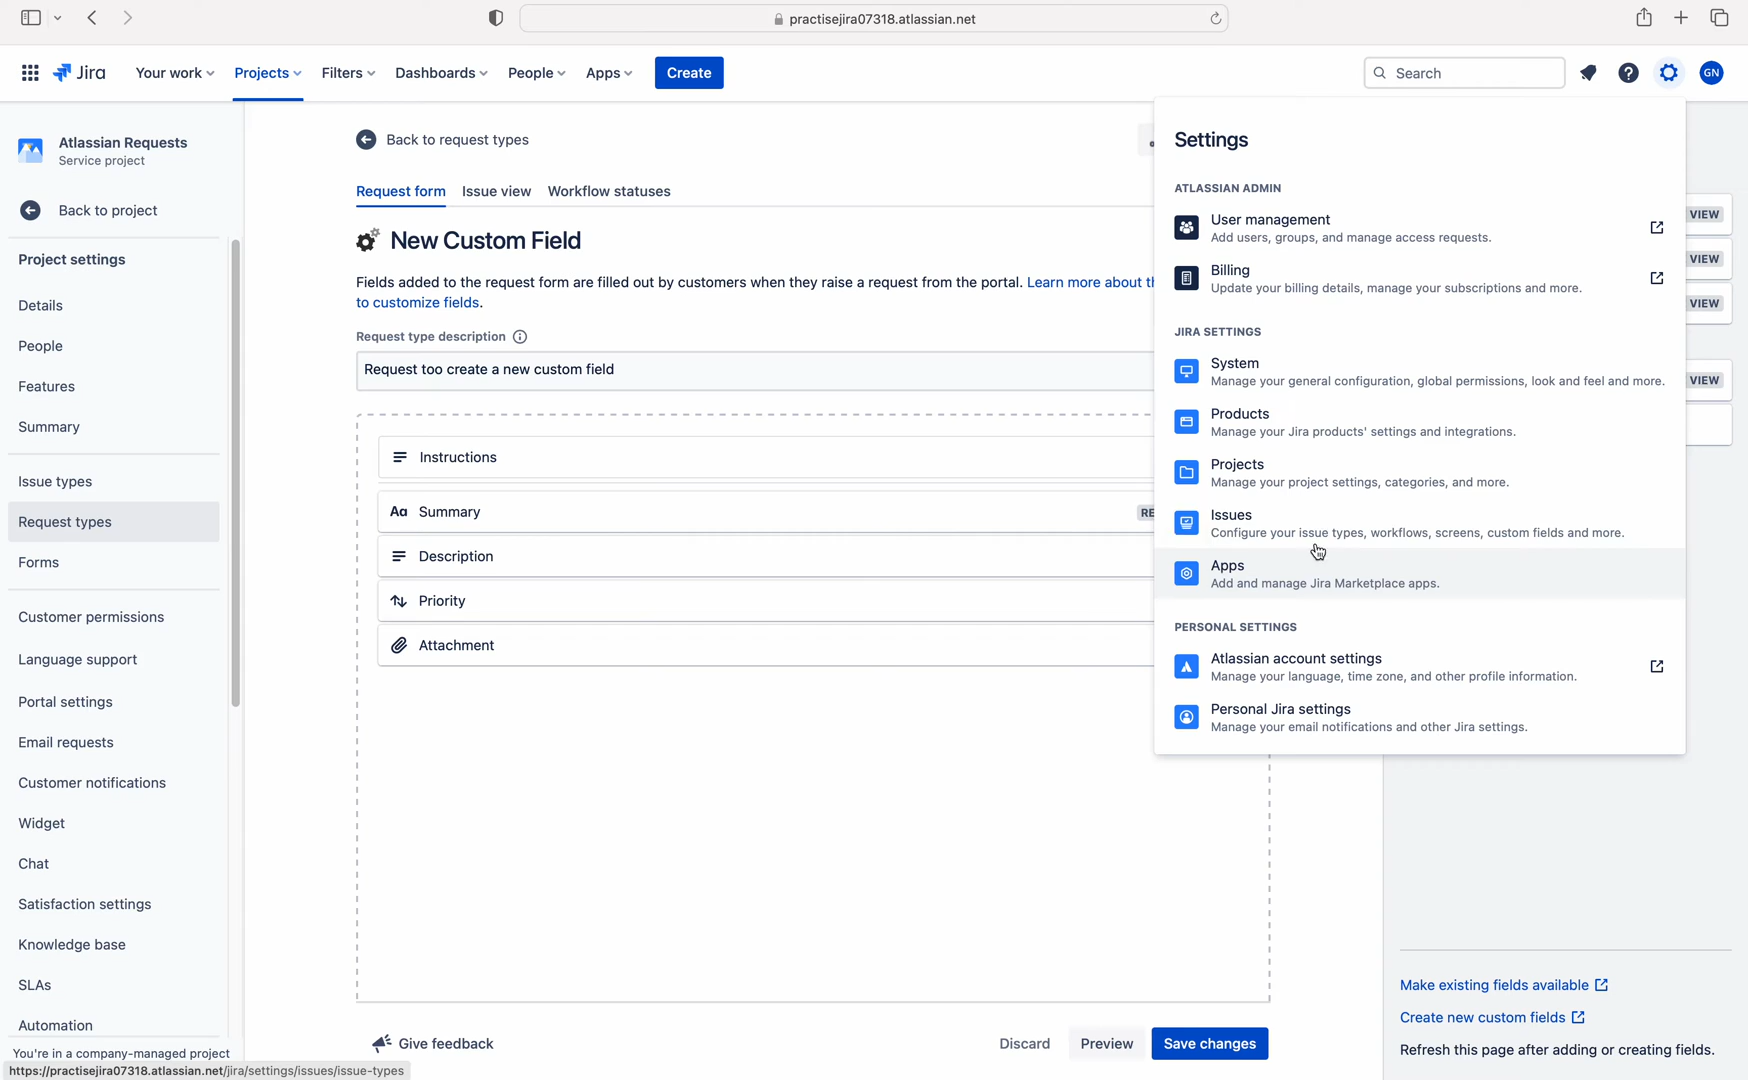 practisejira07318.atlassian.net
Jira
Your work
Projects
Filters
Dashboards
People
Apps
Create
Search
GN
Atlassian Requests
Service project
Back to project
Project settings
Details
People
Features
Summary
Issue types
Request types
Forms
Customer permissions
Language support
Portal settings
Email requests
Customer notifications
Widget
Chat
Satisfaction settings
Knowledge base
SLAs
Automation
You're in a company-managed project
https://practisejira07318.atlassian.net/jira/settings/issues/issue-types
Back to request types
Request form
Issue view
Workflow statuses
New Custom Field
Fields added to the request form are filled out by customers when they raise a request from the portal. Learn more about th
to customize fields.
Request type description
Request too create a new custom field
Instructions
Aa Summary
RE
Description
Priority
Attachment
Give feedback
Discard
Preview
Save changes
Settings
ATLASSIAN ADMIN
User management
Add users, groups, and manage access requests.
Billing
Update your billing details, manage your subscriptions and more.
JIRA SETTINGS
System
Manage your general configuration, global permissions, look and feel and more.
Products
Manage your Jira products' settings and integrations.
Projects
Manage your project settings, categories, and more.
Issues
Configure your issue types, workflows, screens, custom fields and more.
Apps
Add and manage Jira Marketplace apps.
PERSONAL SETTINGS
Atlassian account settings
Manage your language, time zone, and other profile information.
Personal Jira settings
Manage your email notifications and other Jira settings.
VIEW
VIEW
VIEW
VIEW
Make existing fields available
Create new custom fields
Refresh this page after adding or creating fields.